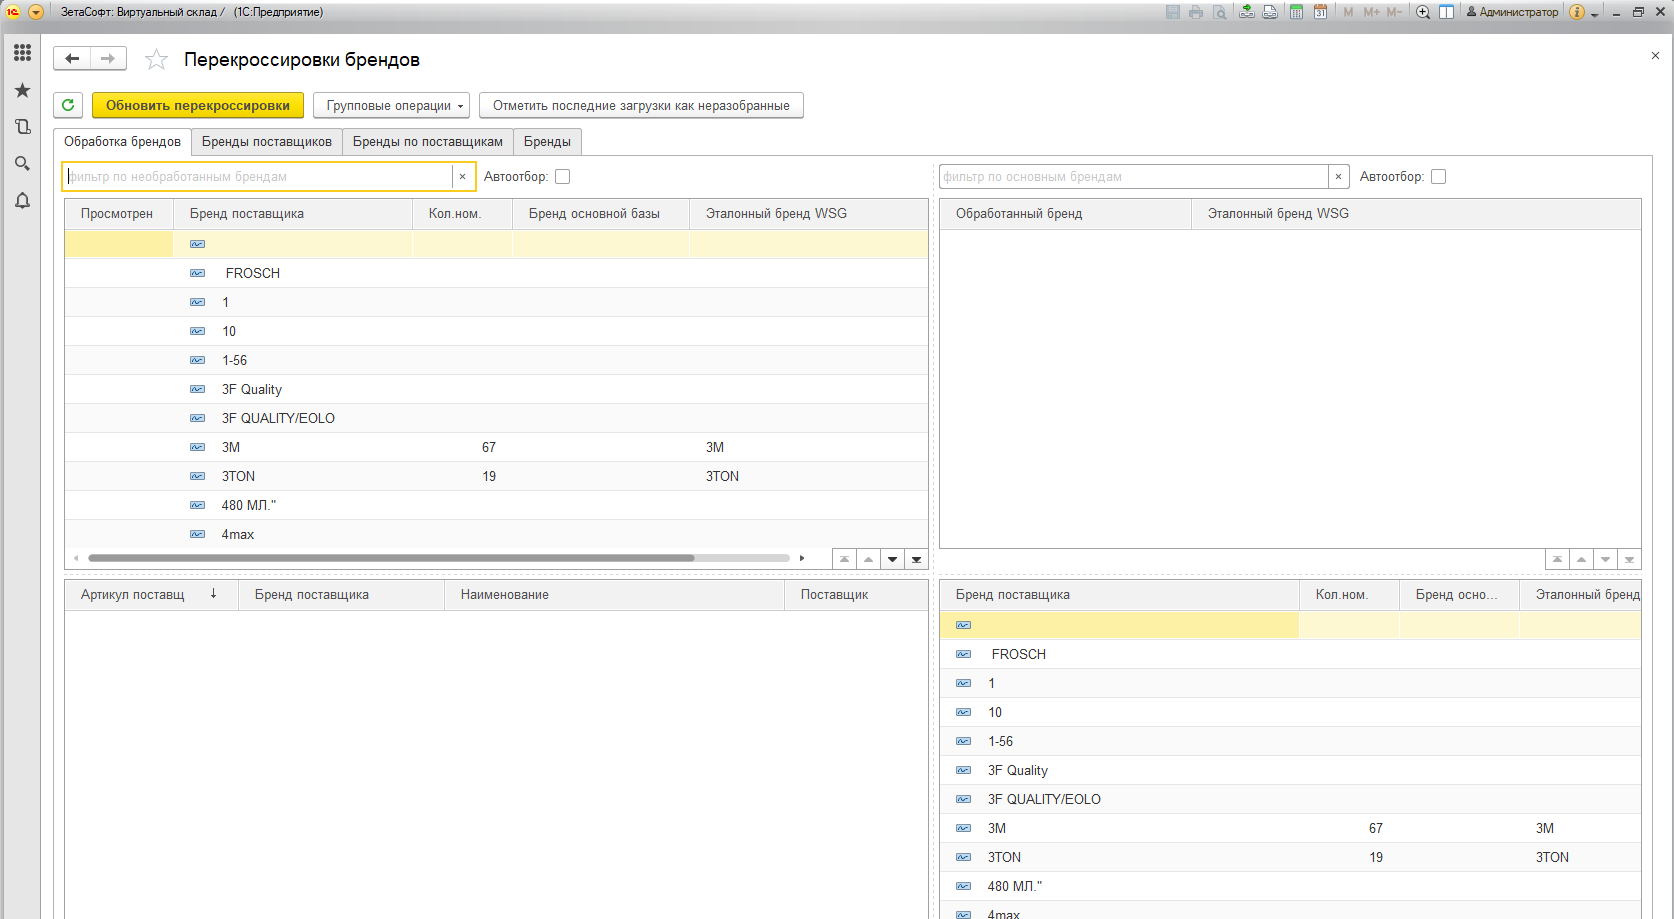 ЗетаСофт: Виртуальный склад / (1С:Предприятие)
M M+ M- Администратор
31
Перекроссировки брендов
Обновить перекроссировки Групповые операции Отметить последние загрузки как неразобранные
Обработка брендов Бренды поставщиков Бренды по поставщикам Бренды
фильтр по необработанным брендам × Автоотбор:
Просмотрен Бренд поставщика Кол.ном. Бренд основной базы Эталонный бренд WSG
FROSCH
1
10
1-56
3F Quality
3F QUALITY/EOLO
3M 67 3M
3TON 19 3TON
480 МЛ."
4max
фильтр по основным брендам × Автоотбор:
Обработанный бренд Эталонный бренд WSG
Артикул поставщ ↓ Бренд поставщика Наименование Поставщик
Бренд поставщика Кол.ном. Бренд осно... Эталонный бренд
FROSCH
1
10
1-56
3F Quality
3F QUALITY/EOLO
3M 67 3M
3TON 19 3TON
480 МЛ."
4max